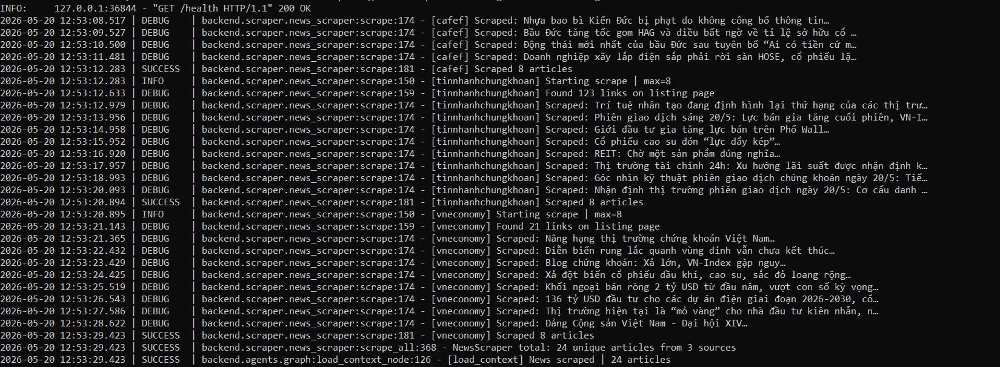 INFO:     127.0.0.1:36844 - "GET /health HTTP/1.1" 200 OK
2026-05-20 12:53:08.517 | DEBUG    | backend.scraper.news_scraper:scrape:174 - [cafef] Scraped: Nhựa bao bì Kiến Đức bị phạt do không công bố thông tin…
2026-05-20 12:53:09.527 | DEBUG    | backend.scraper.news_scraper:scrape:174 - [cafef] Scraped: Bầu Đức tăng tốc gom HAG và điều bất ngờ về tỉ lệ sở hữu cổ …
2026-05-20 12:53:10.500 | DEBUG    | backend.scraper.news_scraper:scrape:174 - [cafef] Scraped: Động thái mới nhất của bầu Đức sau tuyên bố “Ai có tiền cứ m…
2026-05-20 12:53:11.481 | DEBUG    | backend.scraper.news_scraper:scrape:174 - [cafef] Scraped: Doanh nghiệp xây lắp điện sắp phải rời sàn HOSE, cổ phiếu lậ…
2026-05-20 12:53:12.283 | SUCCESS  | backend.scraper.news_scraper:scrape:181 - [cafef] Scraped 8 articles
2026-05-20 12:53:12.283 | INFO     | backend.scraper.news_scraper:scrape:150 - [tinnhanhchungkhoan] Starting scrape | max=8
2026-05-20 12:53:12.633 | DEBUG    | backend.scraper.news_scraper:scrape:159 - [tinnhanhchungkhoan] Found 123 links on listing page
2026-05-20 12:53:12.979 | DEBUG    | backend.scraper.news_scraper:scrape:174 - [tinnhanhchungkhoan] Scraped: Trí tuệ nhân tạo đang định hình lại thứ hạng của các thị trư…
2026-05-20 12:53:13.956 | DEBUG    | backend.scraper.news_scraper:scrape:174 - [tinnhanhchungkhoan] Scraped: Phiên giao dịch sáng 20/5: Lực bán gia tăng cuối phiên, VN-I…
2026-05-20 12:53:14.958 | DEBUG    | backend.scraper.news_scraper:scrape:174 - [tinnhanhchungkhoan] Scraped: Giới đầu tư gia tăng lực bán trên Phố Wall…
2026-05-20 12:53:15.952 | DEBUG    | backend.scraper.news_scraper:scrape:174 - [tinnhanhchungkhoan] Scraped: Cổ phiếu cao su đón “lực đẩy kép”…
2026-05-20 12:53:16.920 | DEBUG    | backend.scraper.news_scraper:scrape:174 - [tinnhanhchungkhoan] Scraped: REIT: Chờ một sản phẩm đúng nghĩa…
2026-05-20 12:53:17.957 | DEBUG    | backend.scraper.news_scraper:scrape:174 - [tinnhanhchungkhoan] Scraped: Thị trường tài chính 24h: Xu hướng lãi suất được nhận định k…
2026-05-20 12:53:18.993 | DEBUG    | backend.scraper.news_scraper:scrape:174 - [tinnhanhchungkhoan] Scraped: Góc nhìn kỹ thuật phiên giao dịch chứng khoán ngày 20/5: Tiế…
2026-05-20 12:53:20.093 | DEBUG    | backend.scraper.news_scraper:scrape:174 - [tinnhanhchungkhoan] Scraped: Nhận định thị trường phiên giao dịch ngày 20/5: Cơ cấu danh …
2026-05-20 12:53:20.894 | SUCCESS  | backend.scraper.news_scraper:scrape:181 - [tinnhanhchungkhoan] Scraped 8 articles
2026-05-20 12:53:20.895 | INFO     | backend.scraper.news_scraper:scrape:150 - [vneconomy] Starting scrape | max=8
2026-05-20 12:53:21.143 | DEBUG    | backend.scraper.news_scraper:scrape:159 - [vneconomy] Found 21 links on listing page
2026-05-20 12:53:21.365 | DEBUG    | backend.scraper.news_scraper:scrape:174 - [vneconomy] Scraped: Nâng hạng thị trường chứng khoán Việt Nam…
2026-05-20 12:53:22.432 | DEBUG    | backend.scraper.news_scraper:scrape:174 - [vneconomy] Scraped: Diễn biến rung lắc quanh vùng đỉnh vẫn chưa kết thúc…
2026-05-20 12:53:23.429 | DEBUG    | backend.scraper.news_scraper:scrape:174 - [vneconomy] Scraped: Blog chứng khoán: Xả lớn, VN-Index gặp nguy…
2026-05-20 12:53:24.425 | DEBUG    | backend.scraper.news_scraper:scrape:174 - [vneconomy] Scraped: Xả đột biến cổ phiếu dầu khí, cao su, sắc đỏ loang rộng…
2026-05-20 12:53:25.519 | DEBUG    | backend.scraper.news_scraper:scrape:174 - [vneconomy] Scraped: Khối ngoại bán ròng 2 tỷ USD từ đầu năm, vượt con số kỳ vọng…
2026-05-20 12:53:26.543 | DEBUG    | backend.scraper.news_scraper:scrape:174 - [vneconomy] Scraped: 136 tỷ USD đầu tư cho các dự án điện giai đoạn 2026-2030, cổ…
2026-05-20 12:53:27.586 | DEBUG    | backend.scraper.news_scraper:scrape:174 - [vneconomy] Scraped: Thị trường hiện tại là “mỏ vàng” cho nhà đầu tư kiên nhẫn, n…
2026-05-20 12:53:28.622 | DEBUG    | backend.scraper.news_scraper:scrape:174 - [vneconomy] Scraped: Đảng Cộng sản Việt Nam - Đại hội XIV…
2026-05-20 12:53:29.423 | SUCCESS  | backend.scraper.news_scraper:scrape:181 - [vneconomy] Scraped 8 articles
2026-05-20 12:53:29.423 | SUCCESS  | backend.scraper.news_scraper:scrape_all:368 - NewsScraper total: 24 unique articles from 3 sources
2026-05-20 12:53:29.423 | SUCCESS  | backend.agents.graph:load_context_node:126 - [load_context] News scraped | 24 articles